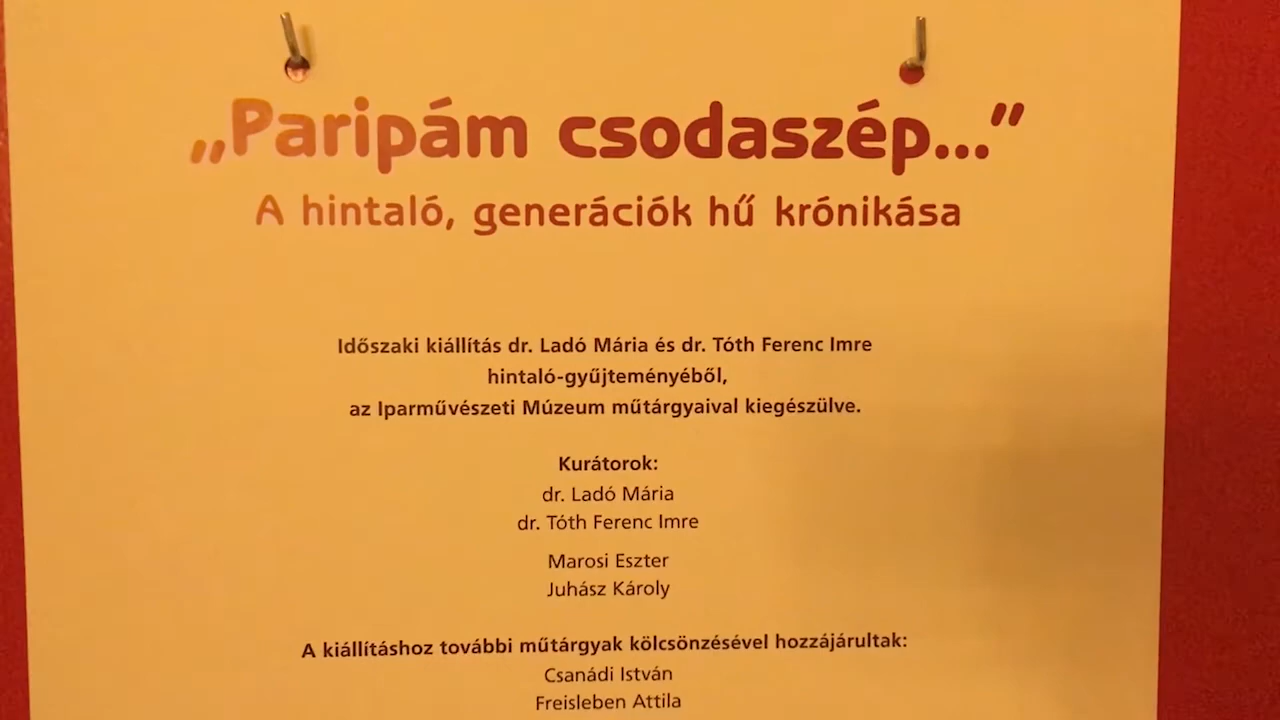 „Paripám csodaszép...”
A hintaló, generációk hű krónikása
Időszaki kiállítás dr. Ladó Mária és dr. Tóth Ferenc Imre
hintaló-gyűjteményéből,
az Iparművészeti Múzeum műtárgyaival kiegészülve.
Kurátorok:
dr. Ladó Mária
dr. Tóth Ferenc Imre
Marosi Eszter
Juhász Károly
A kiállításhoz további műtárgyak kölcsönzésével hozzájárultak:
Csanádi István
Freisleben Attila